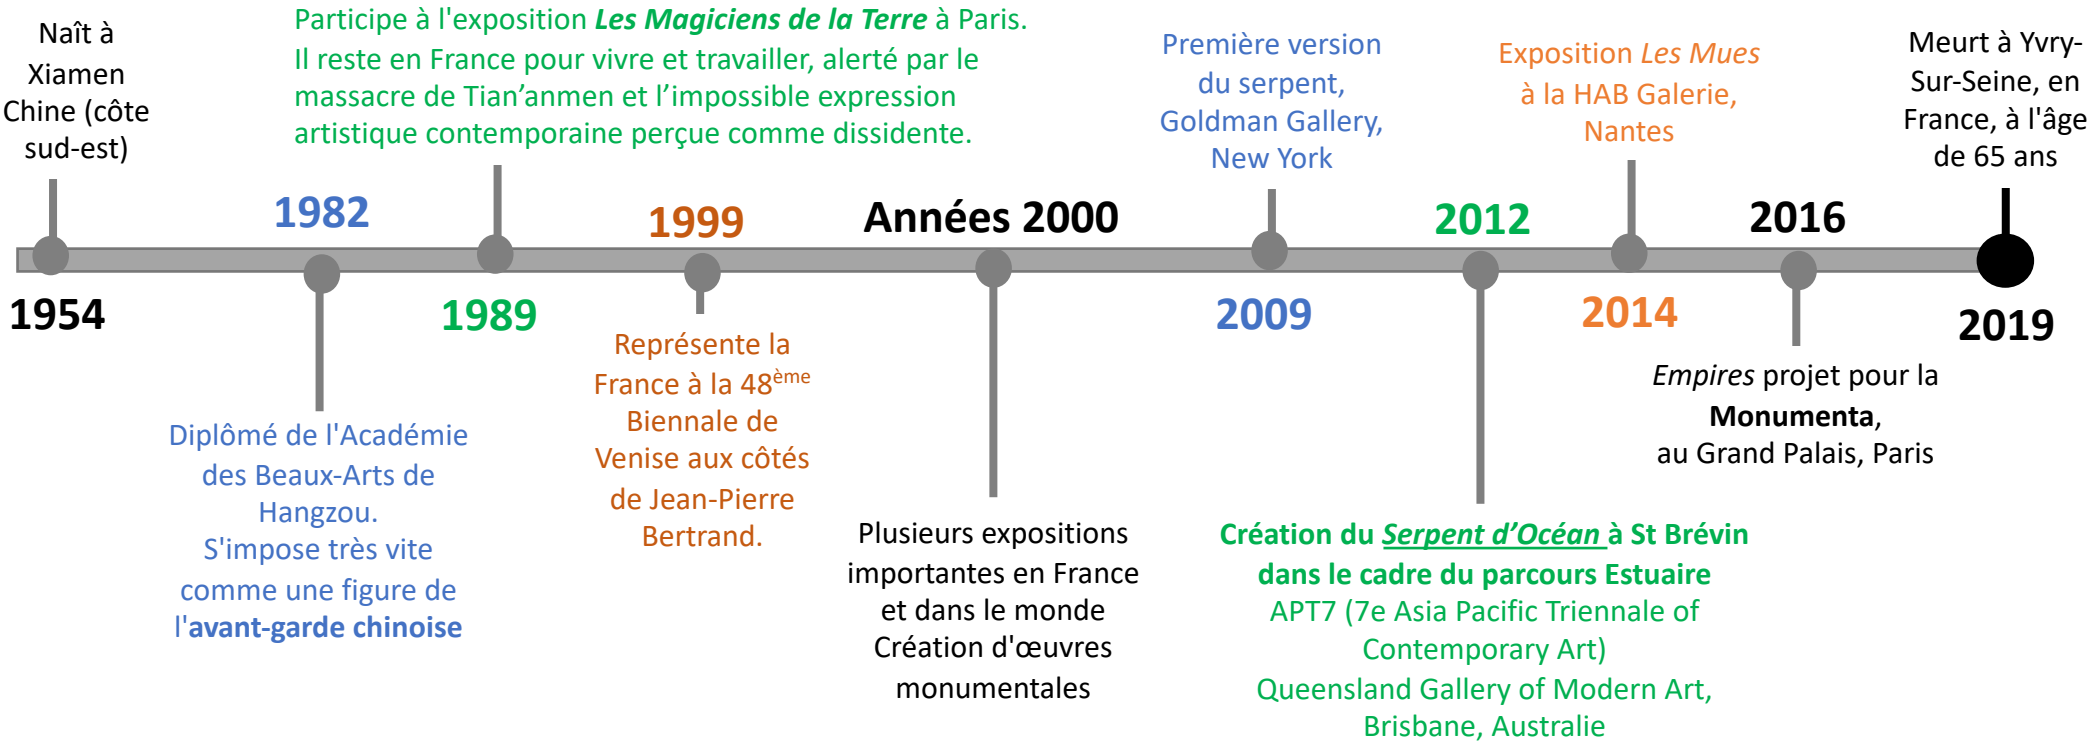 Naît à
Xiamen
Chine (côte
sud-est)
1954
1982
Diplômé de l'Académie
des Beaux-Arts de
Hangzou.
S'impose très vite
comme une figure de
l'avant-garde chinoise
Participe à l'exposition Les Magiciens de la Terre à Paris.
Il reste en France pour vivre et travailler, alerté par le
massacre de Tian’anmen et l’impossible expression
artistique contemporaine perçue comme dissidente.
1989
1999
Représente la
France à la 48ème
Biennale de
Venise aux côtés
de Jean-Pierre
Bertrand.
Années 2000
Plusieurs expositions
importantes en France
et dans le monde
Création d'œuvres
monumentales
Première version
du serpent,
Goldman Gallery,
New York
2009
2012
Création du Serpent d’Océan à St Brévin
dans le cadre du parcours Estuaire
APT7 (7e Asia Pacific Triennale of
Contemporary Art)
Queensland Gallery of Modern Art,
Brisbane, Australie
Exposition Les Mues
à la HAB Galerie,
Nantes
2014
2016
Empires projet pour la
Monumenta,
au Grand Palais, Paris
Meurt à Yvry-
Sur-Seine, en
France, à l'âge
de 65 ans
2019